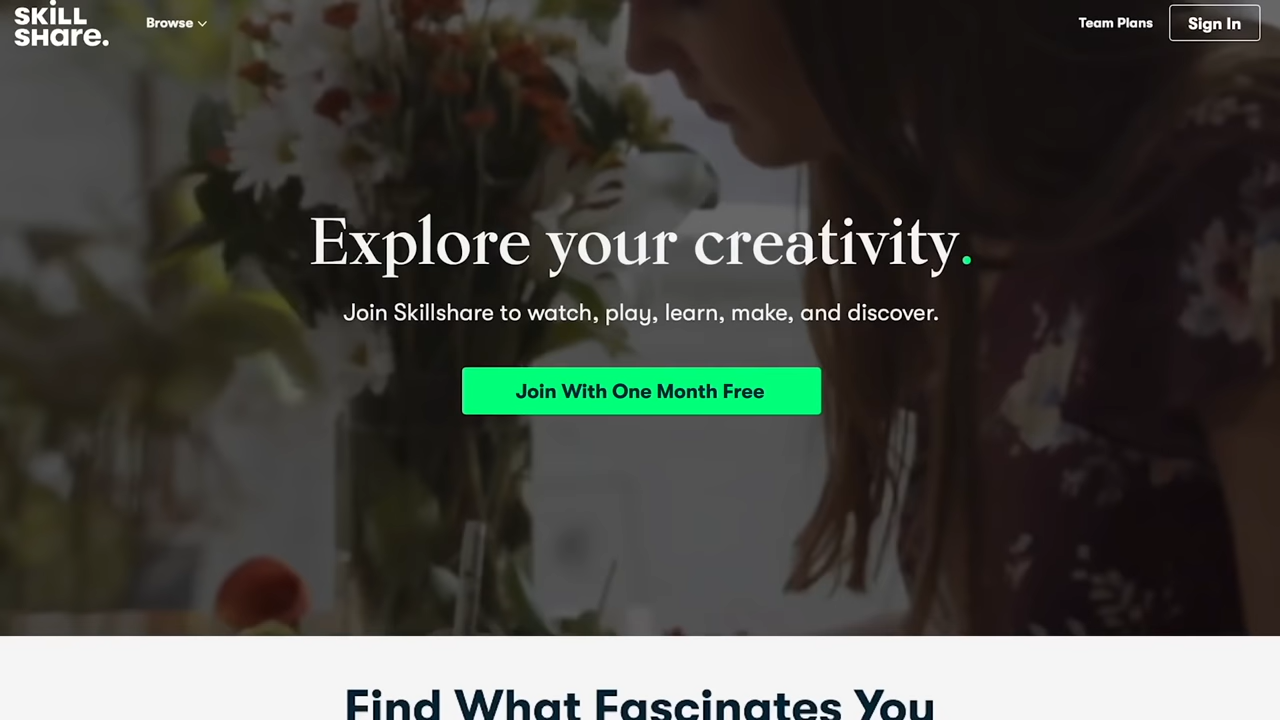 SKILL
SHare.
Browse
Team Plans
Sign In
Explore your creativity.
Join Skillshare to watch, play, learn, make, and discover.
Join With One Month Free
Find What Fascinates You